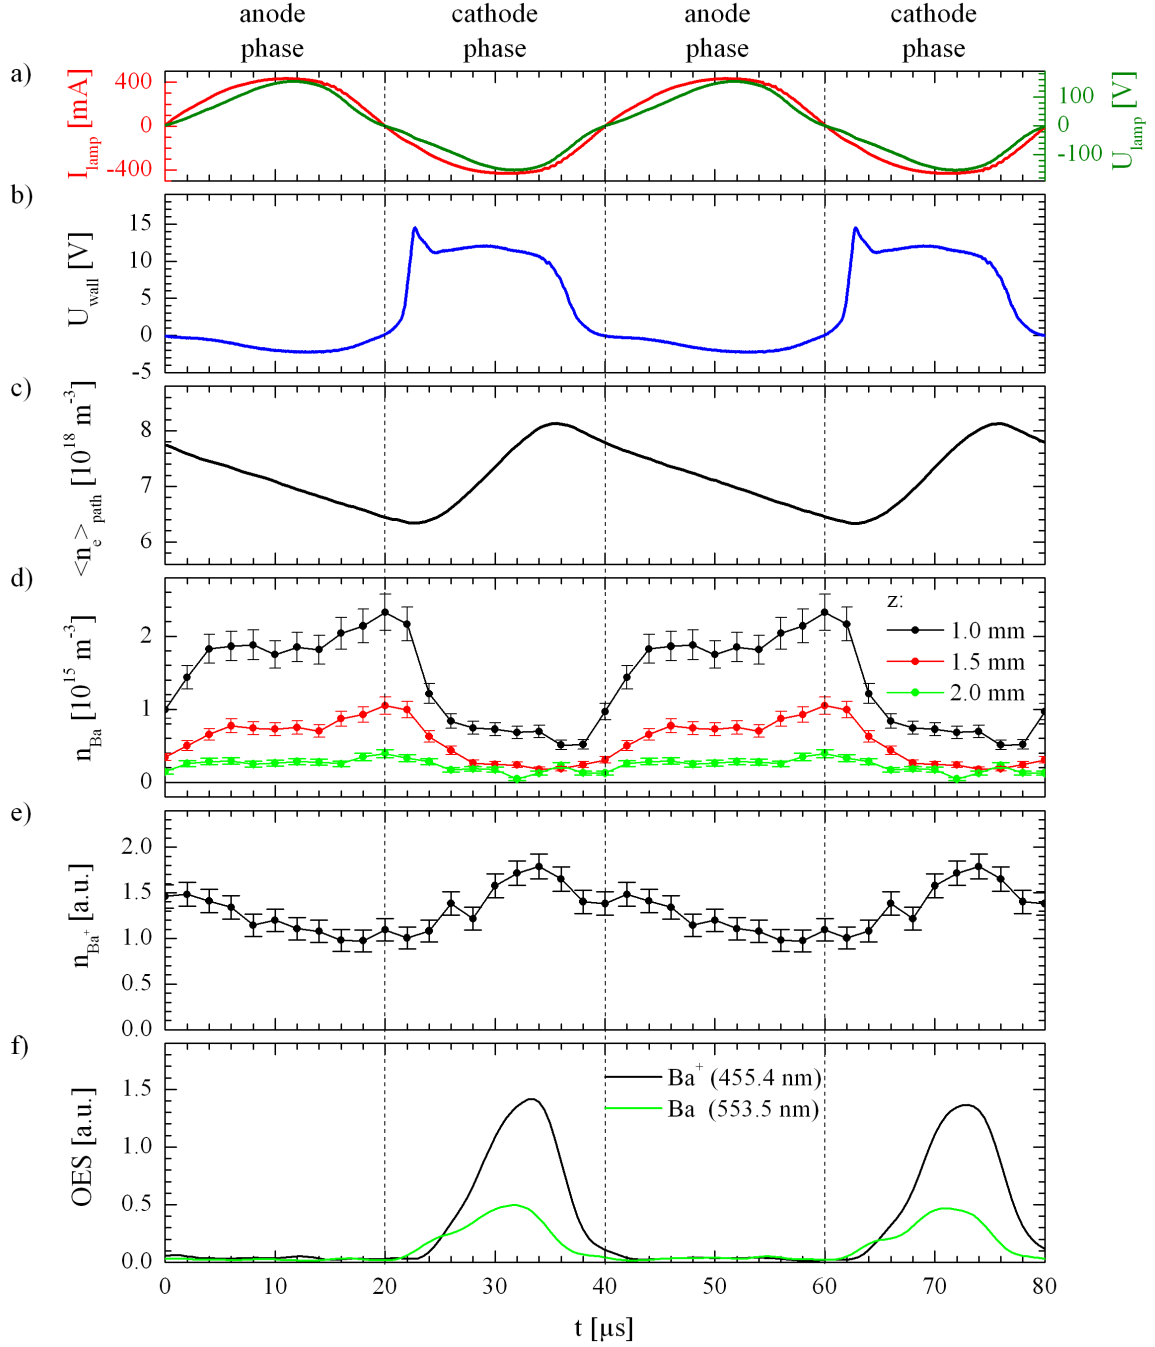 anode cathode anode cathode
phase phase phase phase
a)
I_lamp [mA]
400
0
-400
100
0
-100
U_lamp [V]
b)
U_wall [V]
15
10
5
0
-5
c)
<n_e>_path [10^18 m^-3]
8
7
6
d)
n_Ba [10^15 m^-3]
2
1
0
z:
1.0 mm
1.5 mm
2.0 mm
e)
n_Ba+ [a.u.]
2.0
1.5
1.0
0.5
0.0
f)
OES [a.u.]
1.5
1.0
0.5
0.0
Ba+ (455.4 nm)
Ba (553.5 nm)
0 10 20 30 40 50 60 70 80
t [μs]